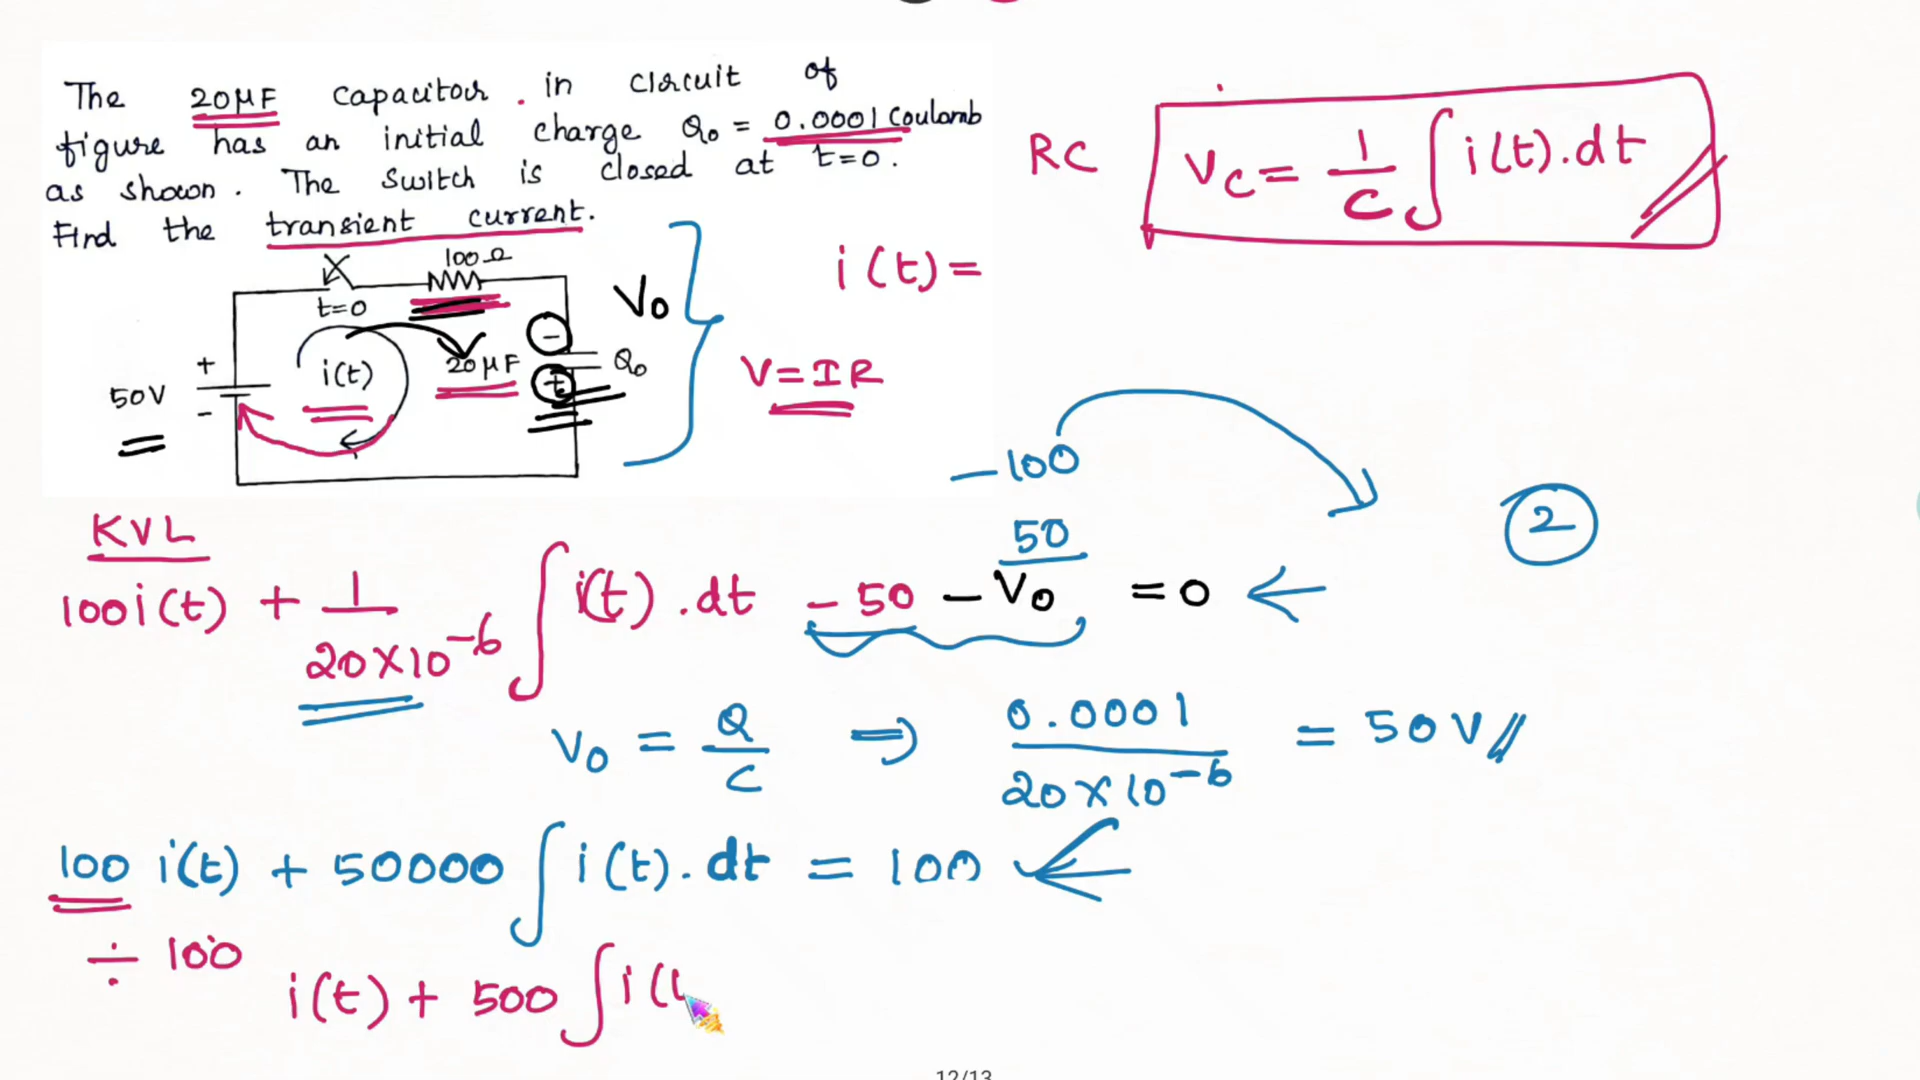 The 20μF capacitor in circuit of
figure has an initial charge Q₀ = 0.0001 Coulomb
as shown. The switch is closed at t=0.
Find the transient current.
RC V_C = 1/C ∫ i(t).dt
100Ω
t=0
V₀
i(t)=
+
i(t)
20μF
−
+
Q₀
50V
-
V=IR
-100
KVL
50
2
100i(t) + 1/20×10⁻⁶ ∫ i(t).dt - 50 - V₀ = 0
V₀ = Q/C ⇒ 0.0001/20×10⁻⁶ = 50V//
100 i(t) + 50000 ∫ i(t).dt = 100
÷ 100
i(t) + 500 ∫ i(t
12/13